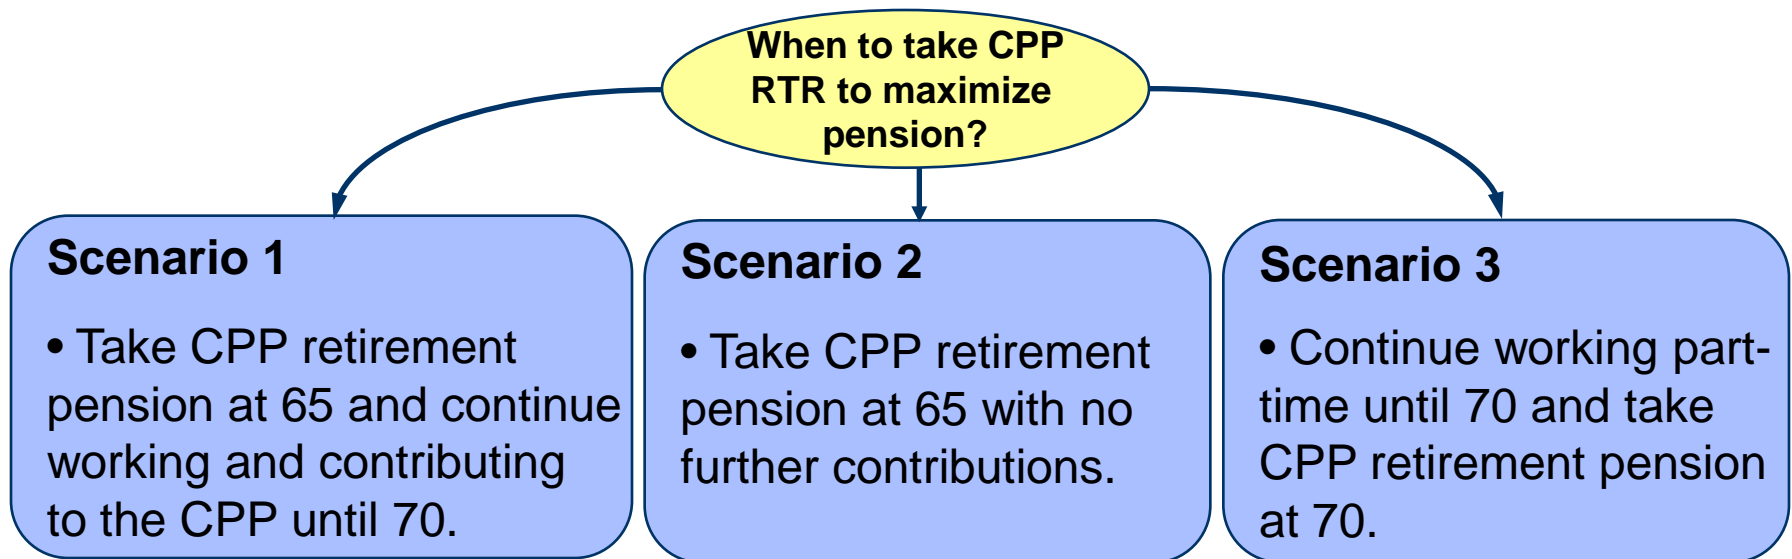 When to take CPP
RTR to maximize
pension?
Scenario 1
• Take CPP retirement
pension at 65 and continue
working and contributing
to the CPP until 70.
Scenario 2
• Take CPP retirement
pension at 65 with no
further contributions.
Scenario 3
• Continue working part-
time until 70 and take
CPP retirement pension
at 70.